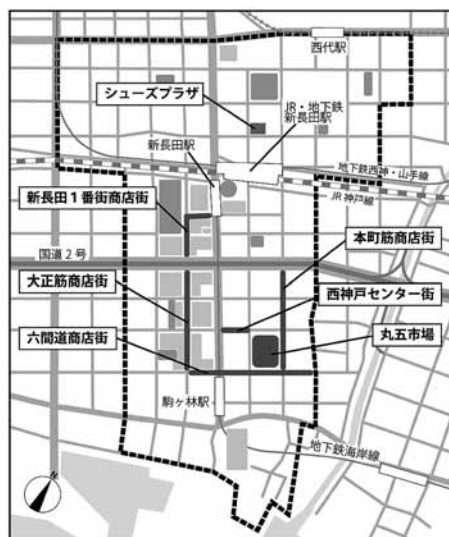 西代駅
シューズプラザ
JR・地下鉄
新長田駅
新長田駅
地下鉄西神・山手線
JR神戸線
新長田1番街商店街
国道2号
本町筋商店街
大正筋商店街
西神戸センター街
六間道商店街
丸五市場
駒ヶ林駅
地下鉄海岸線
N